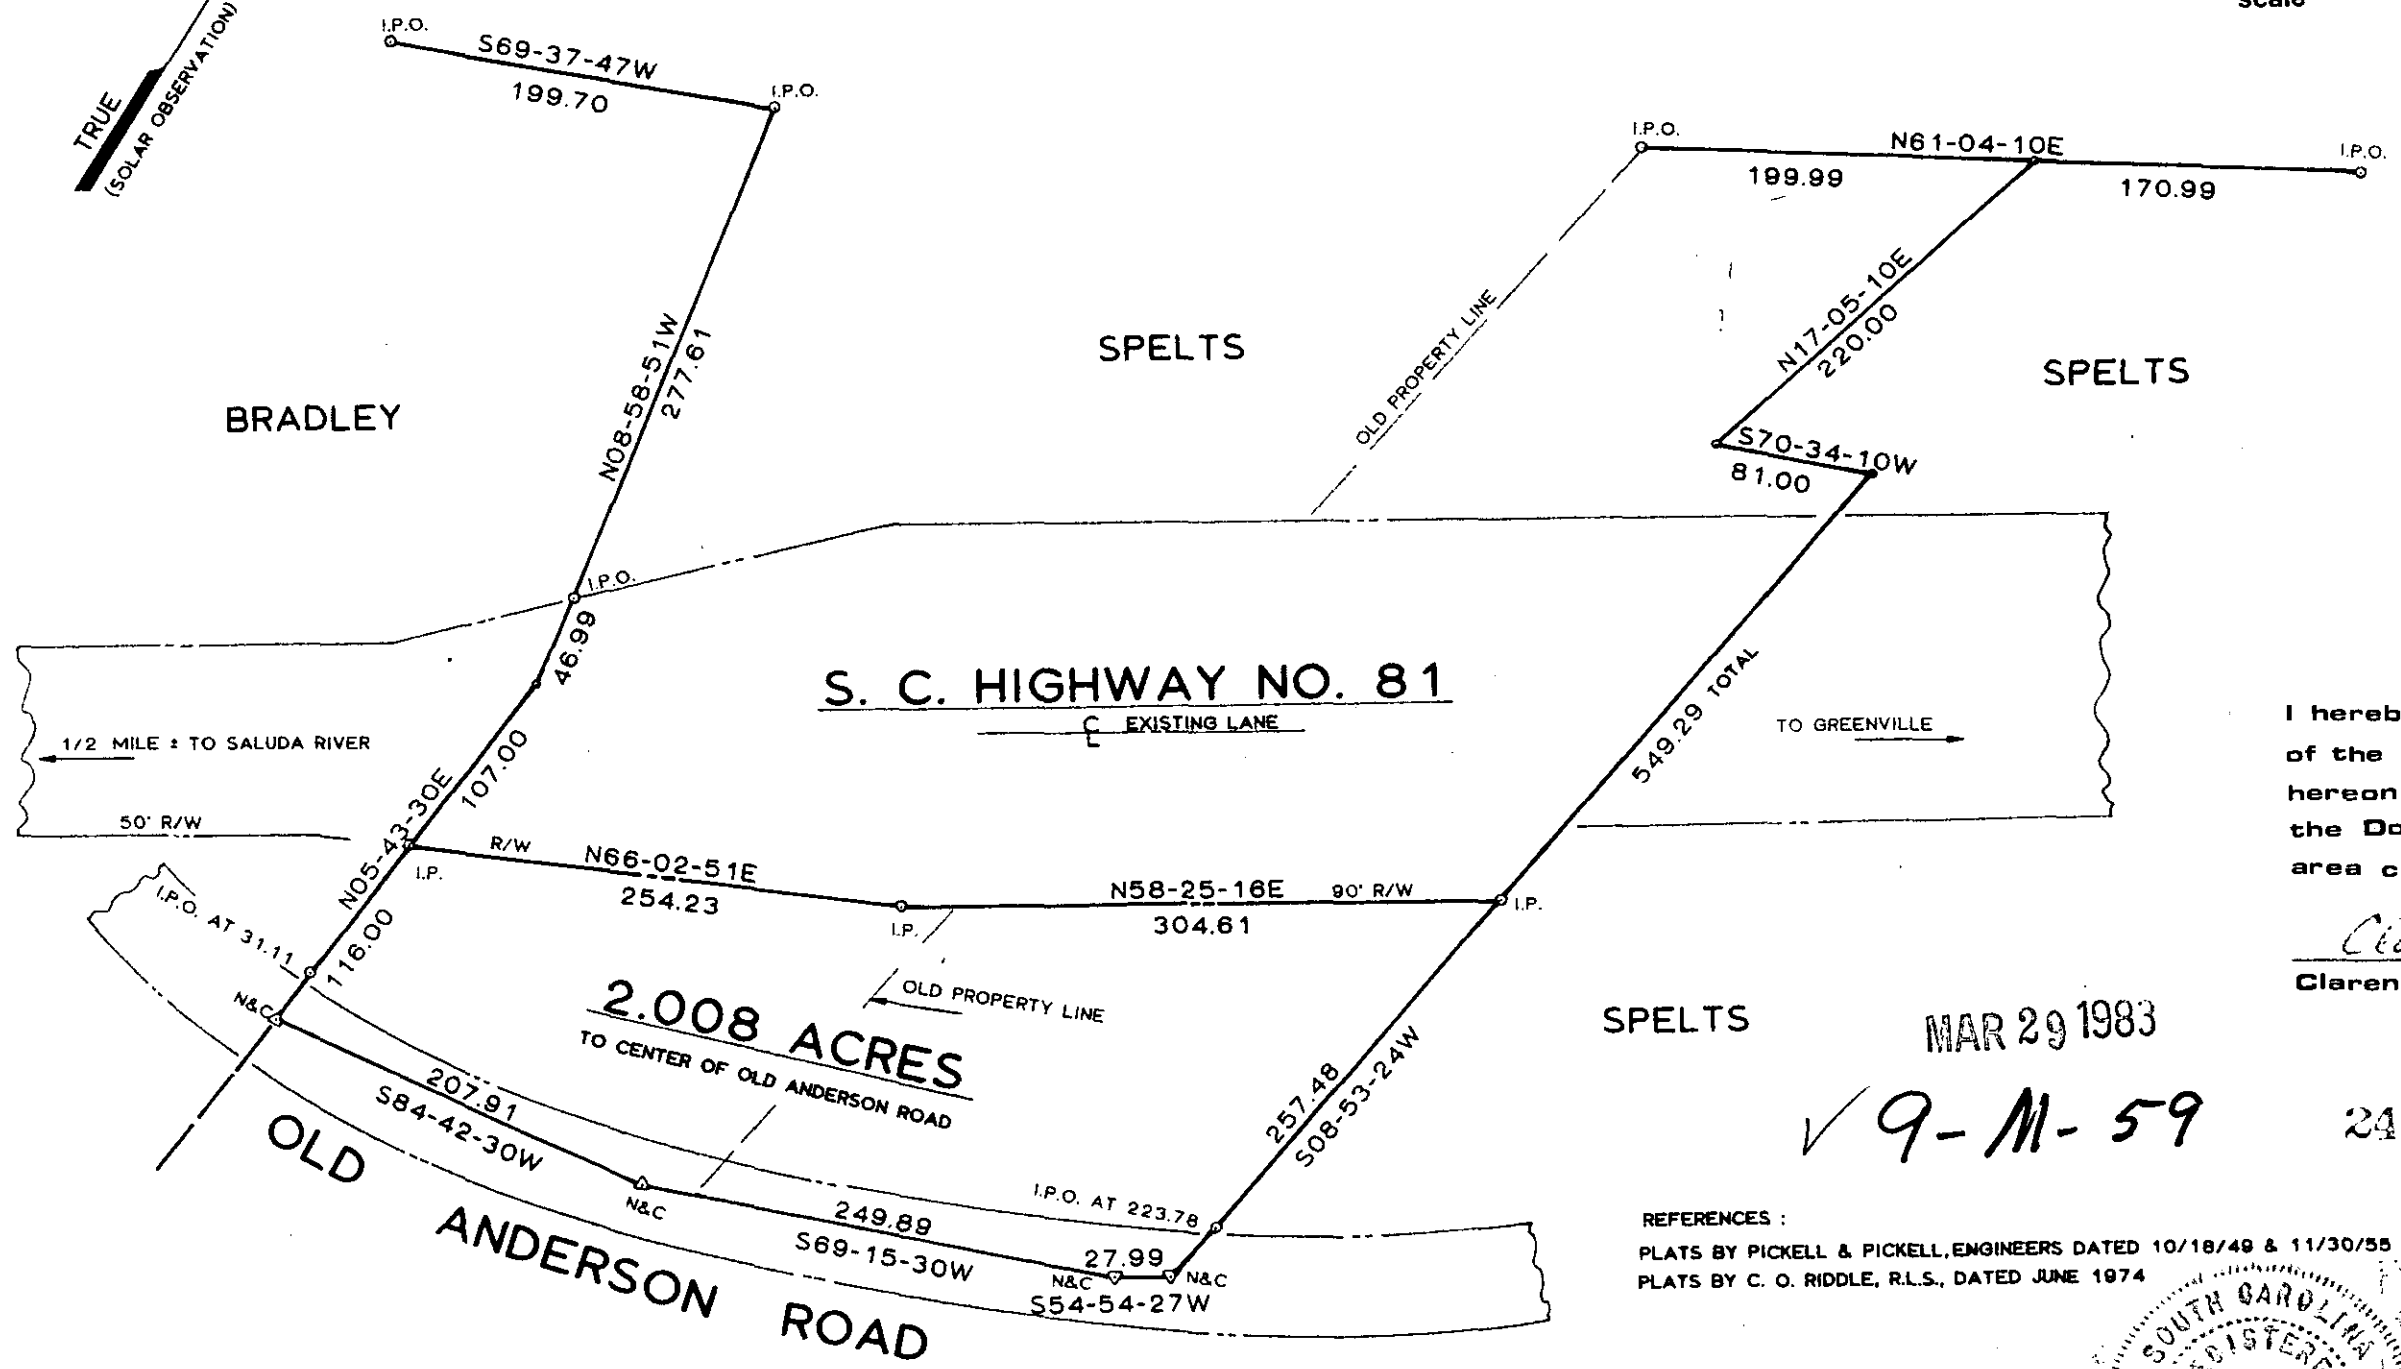 Scale
TRUE
(SOLAR OBSERVATION)
I.P.O.
S69-37-47W
199.70
I.P.O.
I.P.O.
N61-04-10E
199.99
170.99
I.P.O.
N08-58-51W
277.61
SPELTS
OLD PROPERTY LINE
N17-05-10E
220.00
SPELTS
BRADLEY
S70-34-10W
81.00
I.P.O.
46.99
S. C. HIGHWAY NO. 81
CL EXISTING LANE
549.29 TOTAL
TO GREENVILLE
1/2 MILE ± TO SALUDA RIVER
107.00
50' R/W
N05-43-30E
I.P.
R/W
N66-02-51E
254.23
I.P.
N58-25-16E
90' R/W
304.61
I.P.
I.P.O. AT 31.11
116.00
N&C
OLD PROPERTY LINE
2.008 ACRES
TO CENTER OF OLD ANDERSON ROAD
SPELTS
207.91
S84-42-30W
257.48
S08-53-24W
N&C
I.P.O. AT 223.78
249.89
S69-15-30W
27.99
N&C
N&C
S54-54-27W
OLD ANDERSON ROAD
I hereb
of the
hereon
the Do
area c
Claren
MAR 29 1983
✓ 9-M-59
24
REFERENCES :
PLATS BY PICKELL & PICKELL, ENGINEERS DATED 10/18/49 & 11/30/55
PLATS BY C. O. RIDDLE, R.L.S., DATED JUNE 1974
SOUTH CAROLINA